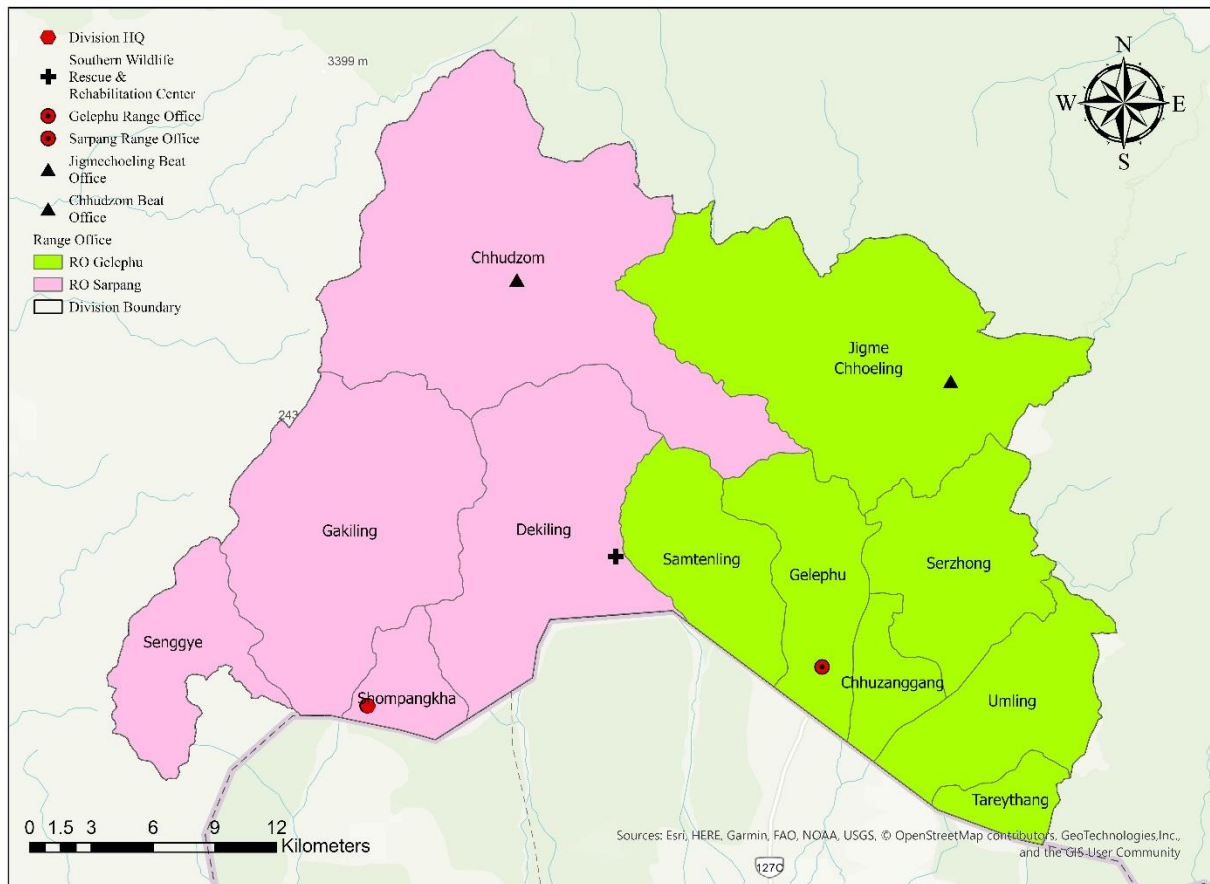 Division HQ
Southern Wildlife
Rescue &
Rehabilitation Center
Gelephu Range Office
Sarpang Range Office
Jigmechoeling Beat
Office
Chhudzom Beat
Office
Range Office
RO Gelephu
RO Sarpang
Division Boundary
3399 m
N
W E
S
Chhudzom
Jigme
Chhoeling
243
Gakiling
Dekiling
Samtenling
Gelephu
Serzhong
Senggye
Shompangkha
Chhuzanggang
Umling
Tareythang
0 1.5 3 6 9 12
Kilometers
Sources: Esri, HERE, Garmin, FAO, NOAA, USGS, © OpenStreetMap contributors, GeoTechnologies,Inc.,
and the GIS User Community
127C